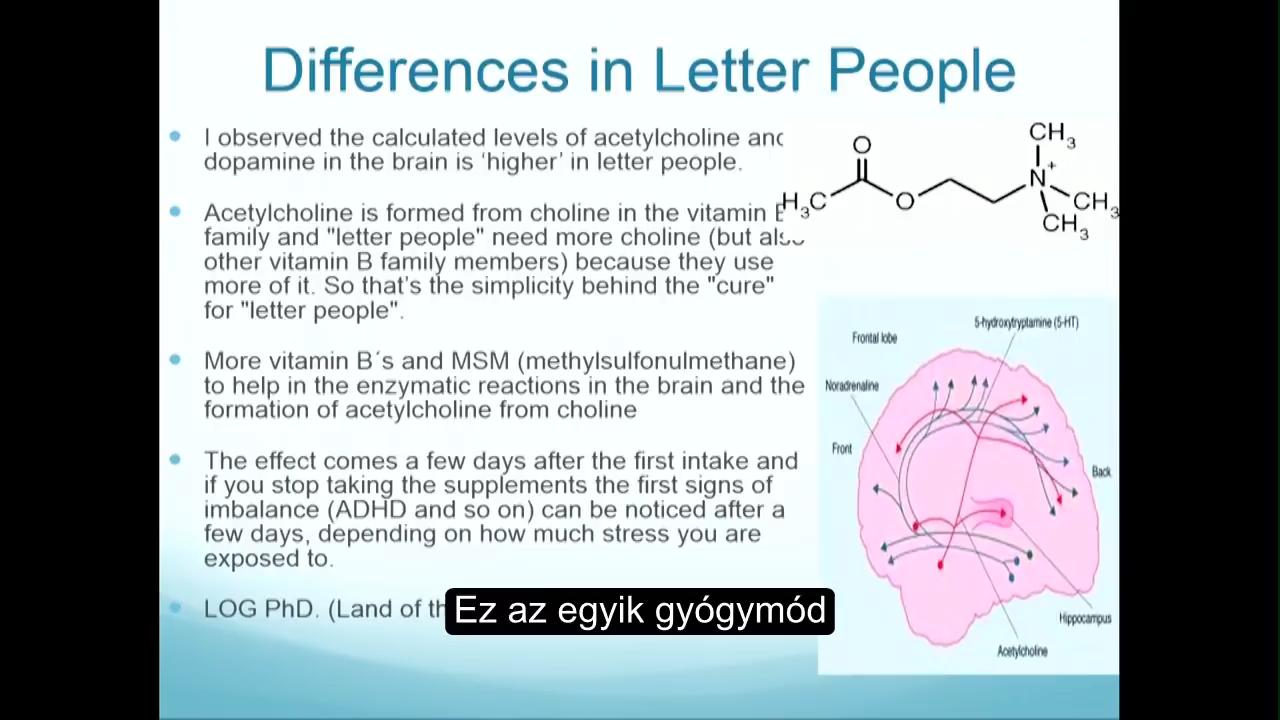 Differences in Letter People
I observed the calculated levels of acetylcholine and
dopamine in the brain is ‘higher’ in letter people.
Acetylcholine is formed from choline in the vitamin
family and "letter people" need more choline (but also
other vitamin B family members) because they use
more of it. So that's the simplicity behind the "cure"
for "letter people".
More vitamin B´s and MSM (methylsulfonulmethane)
to help in the enzymatic reactions in the brain and the
formation of acetylcholine from choline
The effect comes a few days after the first intake and
if you stop taking the supplements the first signs of
imbalance (ADHD and so on) can be noticed after a
few days, depending on how much stress you are
exposed to.
LOG PhD. (Land of
Ez az egyik gyógymód
CH3
O
N+
H3C
O
CH3
CH3
5-hydroxytryptamine (5-HT)
Frontal lobe
Noradrenaline
Front
Back
Hippocampus
Acetylcholine